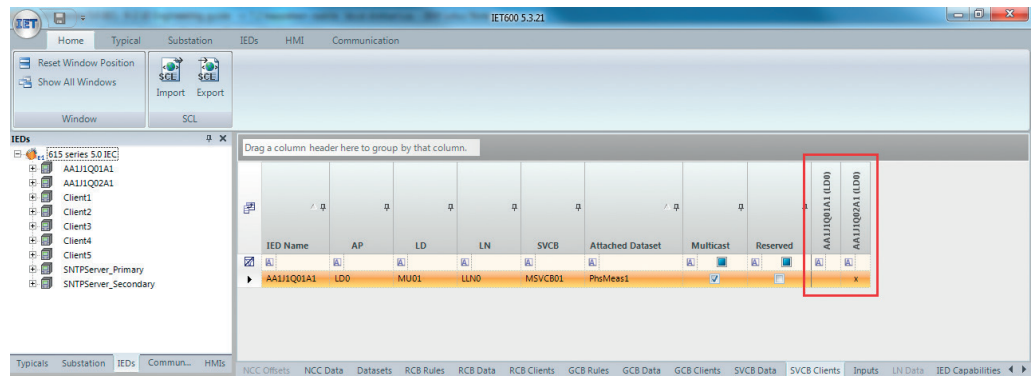 IET600 5.3.21
IET
Home Typical Substation IEDs HMI Communication
Reset Window Position
Show All Windows
SCL SCL
Import Export
Window SCL
IEDs
615 series 5.0 IEC
AA1J1Q01A1
AA1J1Q02A1
Client1
Client2
Client3
Client4
Client5
SNTPServer_Primary
SNTPServer_Secondary
Typicals Substation IEDs Commun... HMIs
Drag a column header here to group by that column.
IED Name AP LD LN SVCB Attached Dataset Multicast Reserved AA1J1Q01A1 (LD0) AA1J1Q02A1 (LD0)
AA1J1Q01A1 LD0 MU01 LLN0 MSVCB01 PhsMeas1 x
NCC Offsets NCC Data Datasets RCB Rules RCB Data RCB Clients GCB Rules GCB Data GCB Clients SVCB Data SVCB Clients Inputs LN Data IED Capabilities